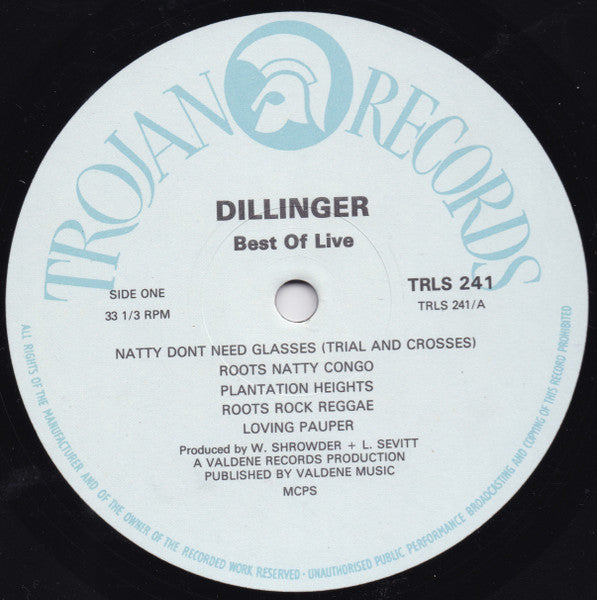 TROJAN RECORDS
DILLINGER
Best Of Live
SIDE ONE
33 1/3 RPM
TRLS 241
TRLS 241/A
NATTY DONT NEED GLASSES (TRIAL AND CROSSES)
ROOTS NATTY CONGO
PLANTATION HEIGHTS
ROOTS ROCK REGGAE
LOVING PAUPER
Produced by W. SHROWDER + L. SEVITT
A VALDENE RECORDS PRODUCTION
PUBLISHED BY VALDENE MUSIC
MCPS
ALL RIGHTS OF THE MANUFACTURER AND OF THE OWNER OF THE RECORDED WORK RESERVED - UNAUTHORISED PUBLIC PERFORMANCE BROADCASTING AND COPYING OF THIS RECORD PROHIBITED